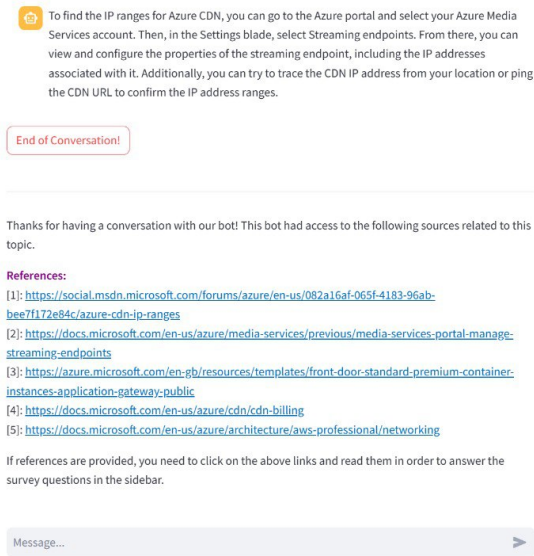 To find the IP ranges for Azure CDN, you can go to the Azure portal and select your Azure Media
Services account. Then, in the Settings blade, select Streaming endpoints. From there, you can
view and configure the properties of the streaming endpoint, including the IP addresses
associated with it. Additionally, you can try to trace the CDN IP address from your location or ping
the CDN URL to confirm the IP address ranges.
End of Conversation!
Thanks for having a conversation with our bot! This bot had access to the following sources related to this
topic.
References:
[1]: https://social.msdn.microsoft.com/forums/azure/en-us/082a16af-065f-4183-96ab-
bee7f172e84c/azure-cdn-ip-ranges
[2]: https://docs.microsoft.com/en-us/azure/media-services/previous/media-services-portal-manage-
streaming-endpoints
[3]: https://azure.microsoft.com/en-gb/resources/templates/front-door-standard-premium-container-
instances-application-gateway-public
[4]: https://docs.microsoft.com/en-us/azure/cdn/cdn-billing
[5]: https://docs.microsoft.com/en-us/azure/architecture/aws-professional/networking
If references are provided, you need to click on the above links and read them in order to answer the
survey questions in the sidebar.
Message...